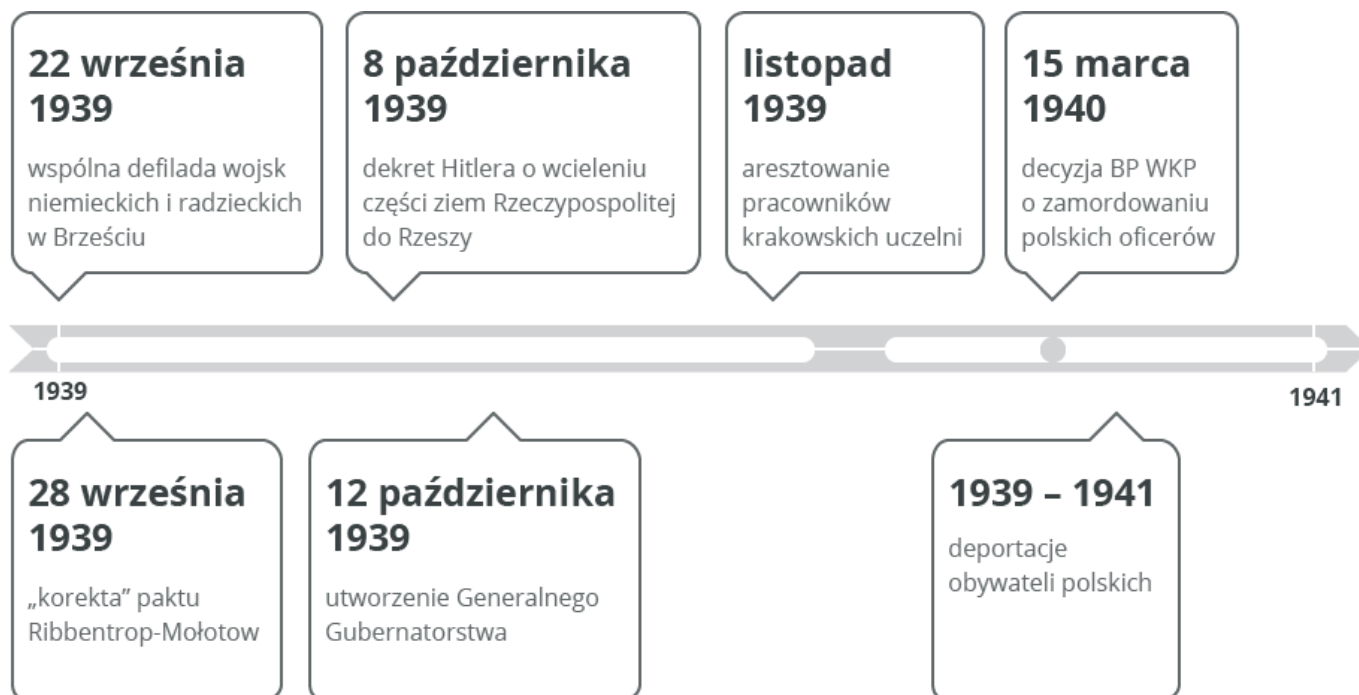 22 września
1939
wspólna defilada wojsk
niemieckich i radzieckich
w Brześciu
8 października
1939
dekret Hitlera o wcieleniu
części ziem Rzeczypospolitej
do Rzeszy
listopad
1939
aresztowanie
pracowników
krakowskich uczelni
15 marca
1940
decyzja BP WKP
o zamordowaniu
polskich oficerów
1939
1941
28 września
1939
„korekta” paktu
Ribbentrop-Mołotow
12 października
1939
utworzenie Generalnego
Gubernatorstwa
1939 – 1941
deportacje
obywateli polskich